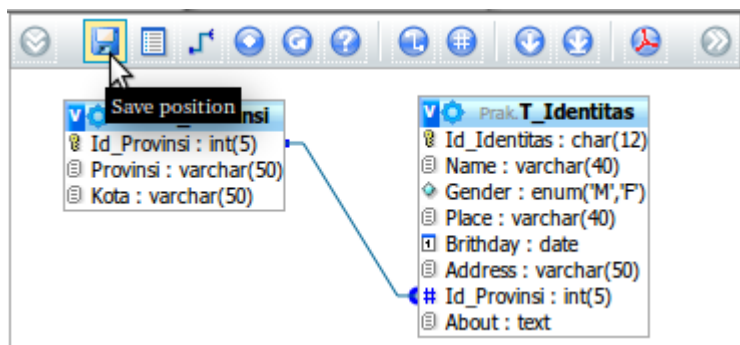 Save position
nsi
Id_Provinsi : int(5)
Provinsi : varchar(50)
Kota : varchar(50)
V Prak.T_Identitas
Id_Identitas : char(12)
Name : varchar(40)
Gender : enum('M','F')
Place : varchar(40)
Brithday : date
Address : varchar(50)
# Id_Provinsi : int(5)
About : text